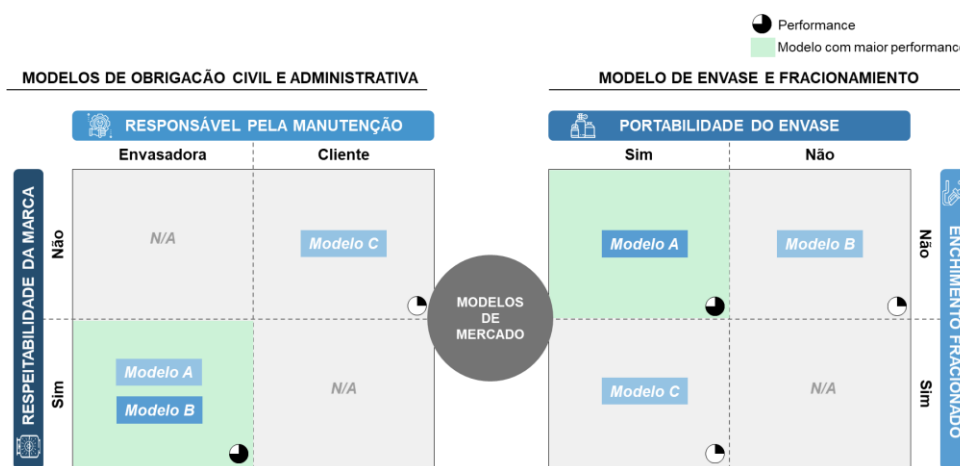 Performance
Modelo com maior performance
MODELOS DE OBRIGACÃO CIVIL E ADMINISTRATIVA
MODELO DE ENVASE E FRACIONAMIENTO
RESPONSÁVEL PELA MANUTENÇÃO
PORTABILIDADE DO ENVASE
Envasadora
Cliente
Sim
Não
RESPEITABILIDADE DA MARCA
Não
N/A
Modelo C
Sim
Modelo A
Modelo B
N/A
MODELOS
DE
MERCADO
Modelo A
Modelo B
Não
Modelo C
N/A
Sim
ENCHIMENTO FRACIONADO